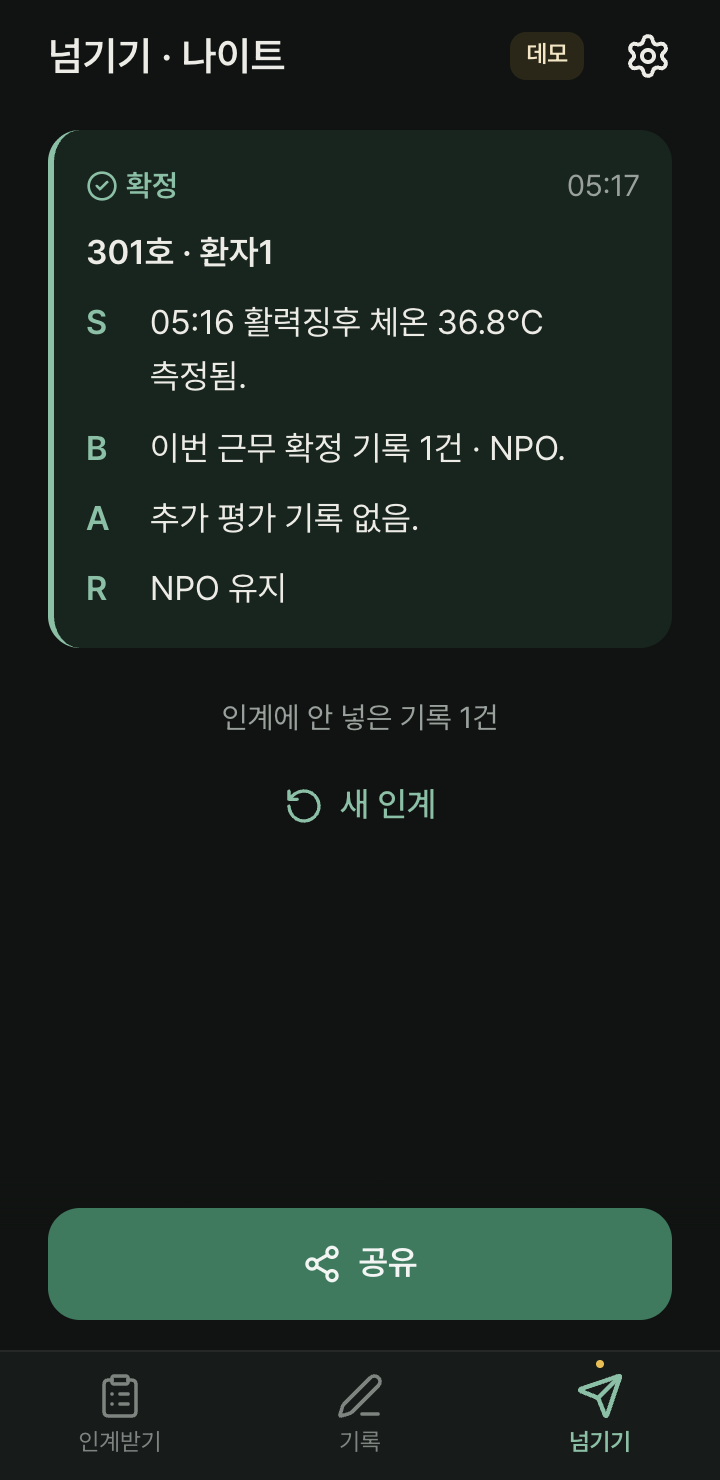 넘기기 · 나이트
데모
확정
05:17
301호 · 환자1
S 05:16 활력징후 체온 36.8°C
측정됨.
B 이번 근무 확정 기록 1건 · NPO.
A 추가 평가 기록 없음.
R NPO 유지
인계에 안 넣은 기록 1건
새 인계
공유
인계받기
기록
넘기기